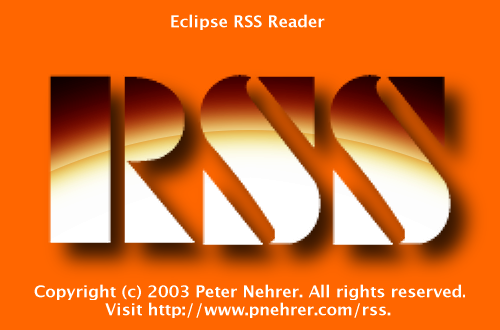 Eclipse RSS Reader
RSS
Copyright (c) 2003 Peter Nehrer. All rights reserved.
Visit http://www.pnehrer.com/rss.